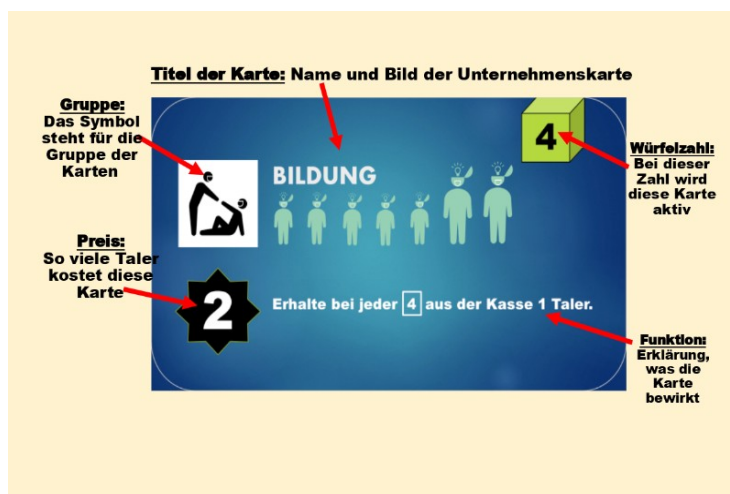 Titel der Karte: Name und Bild der Unternehmenskarte
Gruppe:
Das Symbol
steht für die
Gruppe der
Karten
4
Würfelzahl:
Bei dieser
Zahl wird
diese Karte
aktiv
BILDUNG
Preis:
So viele Taler
kostet diese
Karte
2
Erhalte bei jeder 4 aus der Kasse 1 Taler.
Funktion:
Erklärung,
was die
Karte
bewirkt